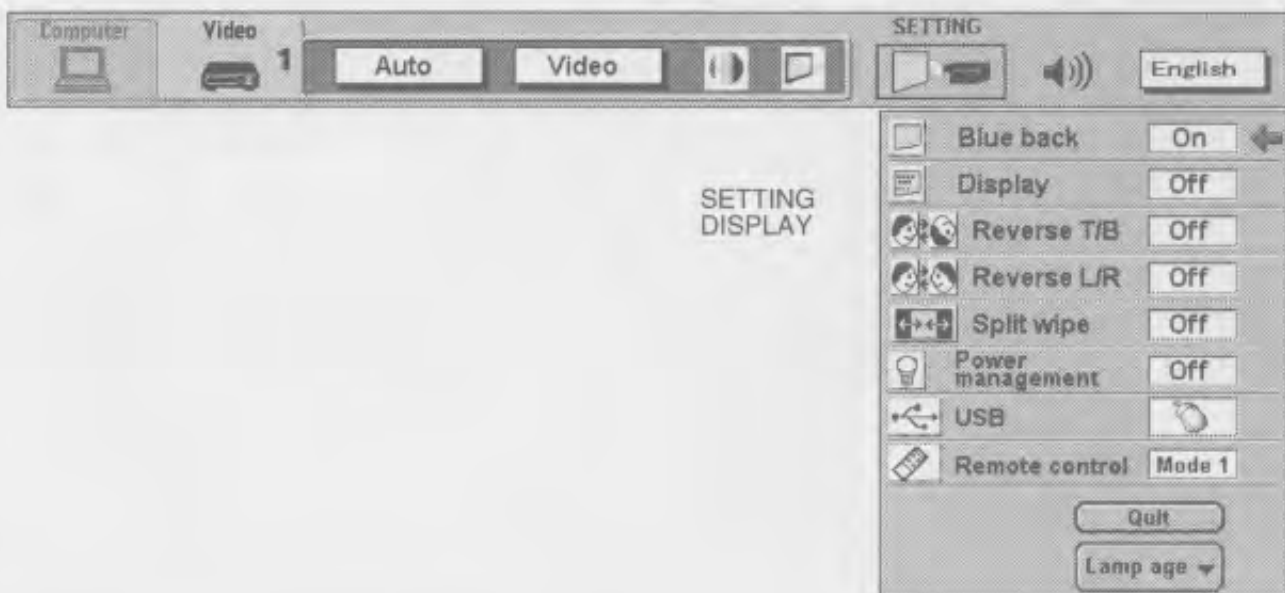 Computer
Video
1
Auto
Video
SETTING
English
SETTING
DISPLAY
Blue back On
Display Off
Reverse T/B Off
Reverse L/R Off
Split wipe Off
Power
management Off
USB
Remote control Mode 1
Quit
Lamp age